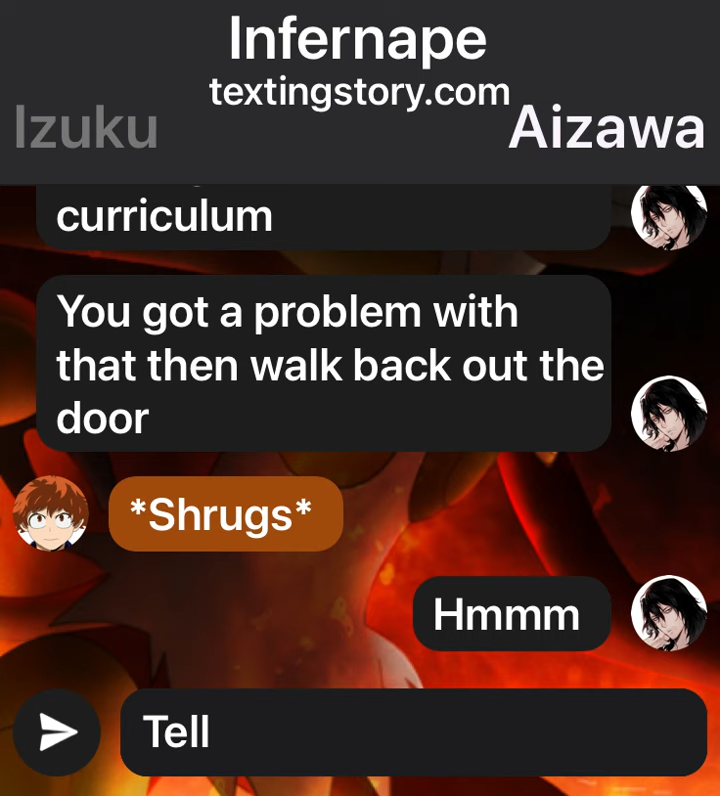 Infernape
textingstory.com
Izuku
Aizawa
curriculum
You got a problem with
that then walk back out the
door
*Shrugs*
Hmmm
Tell